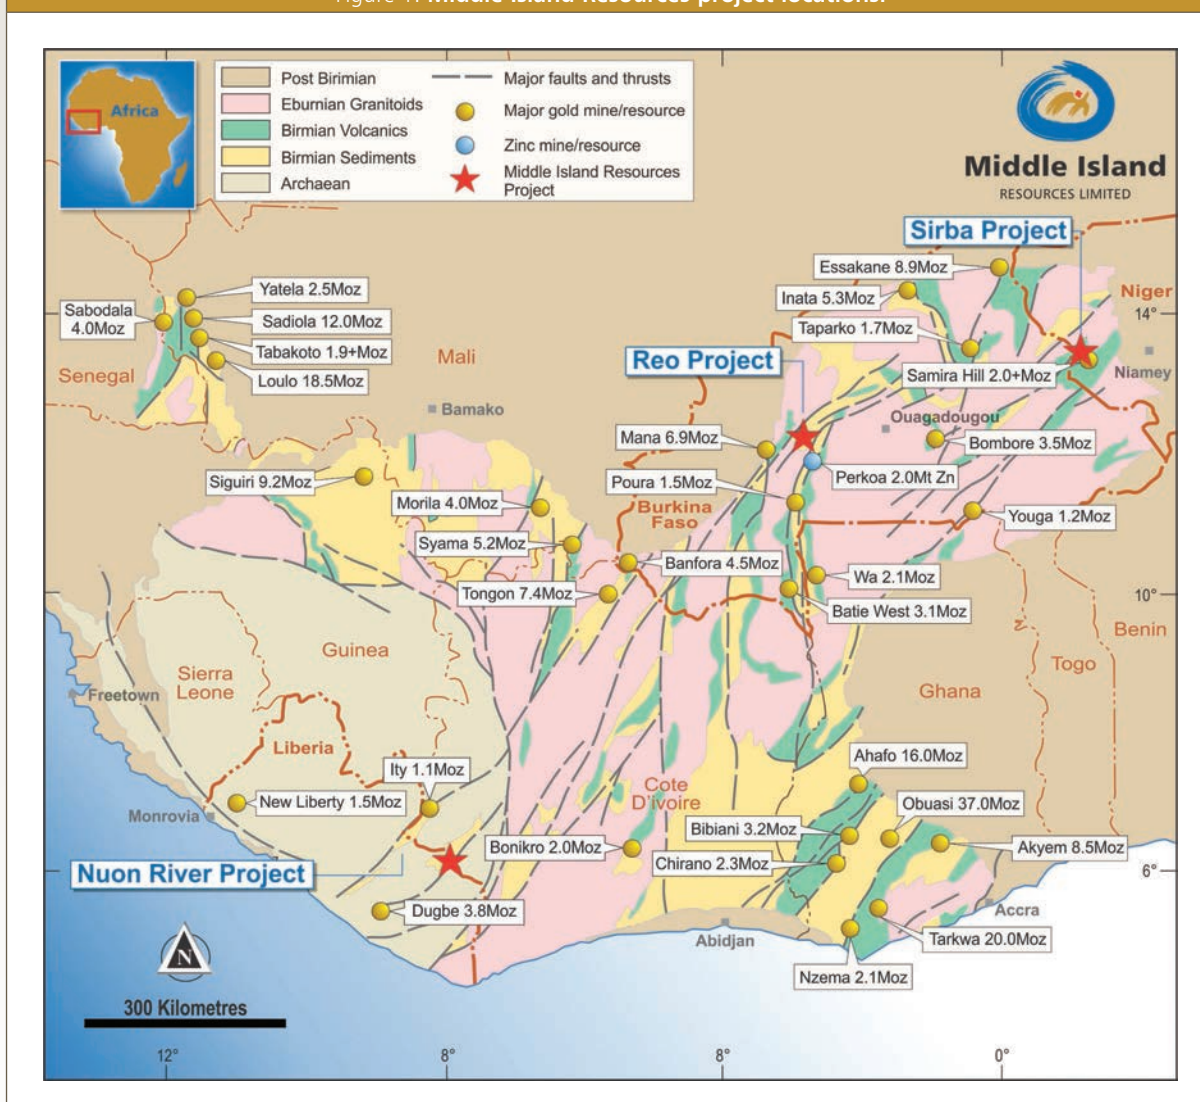 Figure 1: Middle Island Resources project locations.
Africa
Post Birimian
Eburnian Granitoids
Birmian Volcanics
Birmian Sediments
Archaean
Major faults and thrusts
Major gold mine/resource
Zinc mine/resource
Middle Island Resources
Project
Middle Island
RESOURCES LIMITED
Sirba Project
Essakane 8.9Moz
Inata 5.3Moz
Niger
14°
Taparko 1.7Moz
Samira Hill 2.0+Moz
Niamey
Yatela 2.5Moz
Sabodala
4.0Moz
Sadiola 12.0Moz
Tabakoto 1.9+Moz
Loulo 18.5Moz
Senegal
Mali
Bamako
Reo Project
Ouagadougou
Mana 6.9Moz
Bombore 3.5Moz
Perkoa 2.0Mt Zn
Siguiri 9.2Moz
Poura 1.5Moz
Morila 4.0Moz
Burkina
Faso
Youga 1.2Moz
Syama 5.2Moz
Banfora 4.5Moz
Wa 2.1Moz
Tongon 7.4Moz
Batie West 3.1Moz
10°
Benin
Togo
Ghana
Guinea
Sierra
Leone
Freetown
Liberia
Ity 1.1Moz
Ahafo 16.0Moz
New Liberty 1.5Moz
Monrovia
Cote
D'ivoire
Obuasi 37.0Moz
Bibiani 3.2Moz
Bonikro 2.0Moz
Akyem 8.5Moz
Chirano 2.3Moz
6°
Nuon River Project
Dugbe 3.8Moz
Accra
Abidjan
Tarkwa 20.0Moz
Nzema 2.1Moz
N
300 Kilometres
12°
8°
8°
0°